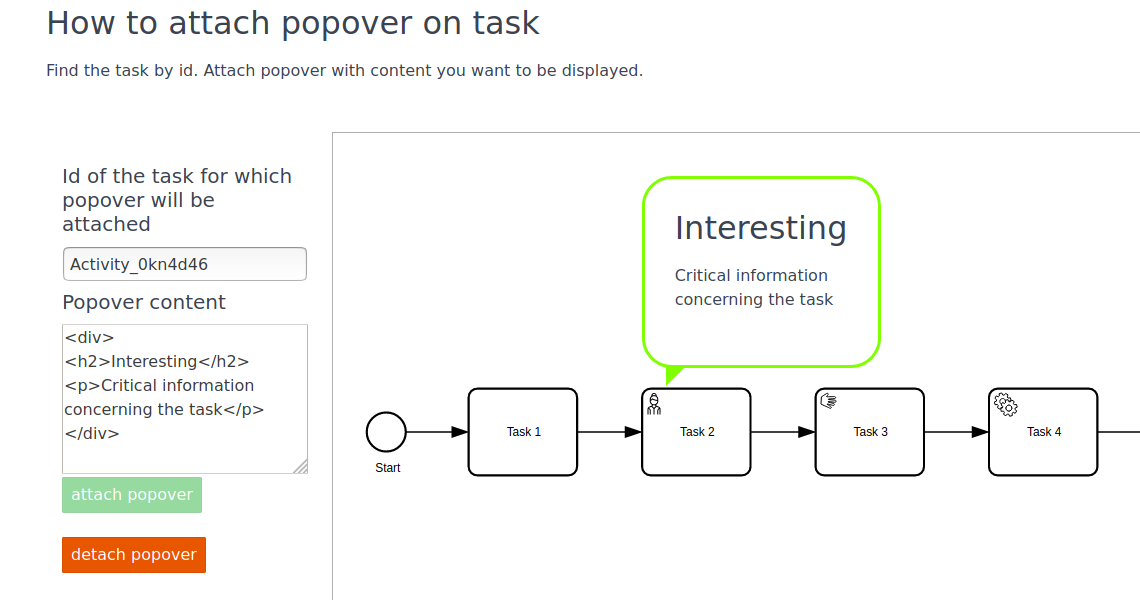 How to attach popover on task
Find the task by id. Attach popover with content you want to be displayed.
Id of the task for which
popover will be
attached
Activity_0kn4d46
Popover content
<div>
<h2>Interesting</h2>
<p>Critical information
concerning the task</p>
</div>
attach popover
detach popover
Interesting
Critical information
concerning the task
Start
Task 1
Task 2
Task 3
Task 4